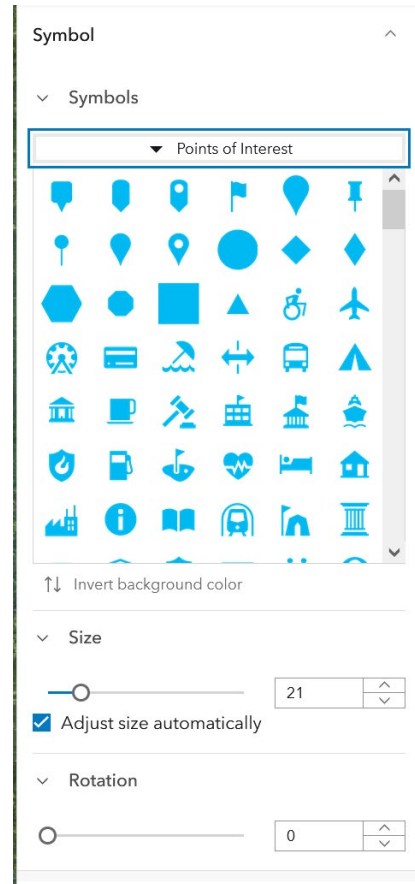 Symbol
Symbols
Points of Interest
Invert background color
Size
21
Adjust size automatically
Rotation
0